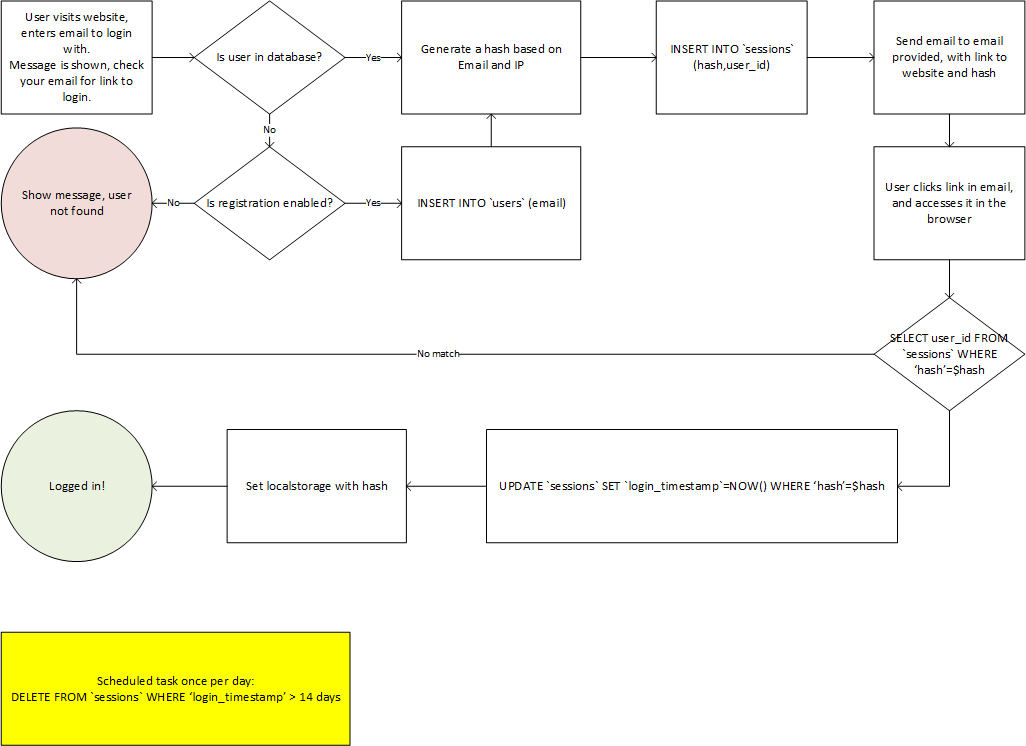 User visits website,
enters email to login
with.
Message is shown, check
your email for link to
login.
Is user in database?
Yes
Generate a hash based on
Email and IP
INSERT INTO `sessions`
(hash,user_id)
Send email to email
provided, with link to
website and hash
No
Show message, user
not found
No
Is registration enabled?
Yes
INSERT INTO `users` (email)
User clicks link in email,
and accesses it in the
browser
SELECT user_id FROM
`sessions` WHERE
‘hash’=$hash
No match
Logged in!
Set localstorage with hash
UPDATE `sessions` SET `login_timestamp`=NOW() WHERE ‘hash’=$hash
Scheduled task once per day:
DELETE FROM `sessions` WHERE ‘login_timestamp’ > 14 days